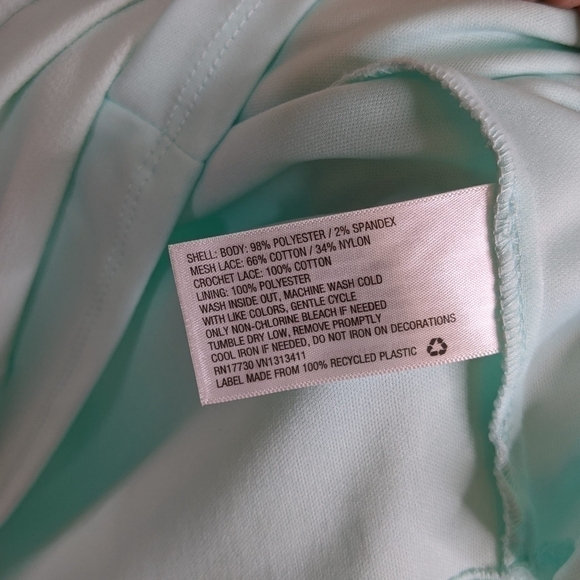 SHELL: BODY: 98% POLYESTER / 2% SPANDEX
MESH LACE: 66% COTTON / 34% NYLON
CROCHET LACE: 100% COTTON
LINING: 100% POLYESTER
WASH INSIDE OUT, MACHINE WASH COLD
WITH LIKE COLORS, GENTLE CYCLE
ONLY NON-CHLORINE BLEACH IF NEEDED
TUMBLE DRY LOW, REMOVE PROMPTLY
COOL IRON IF NEEDED, DO NOT IRON ON DECORATIONS
RN17730 VN1313411
LABEL MADE FROM 100% RECYCLED PLASTIC